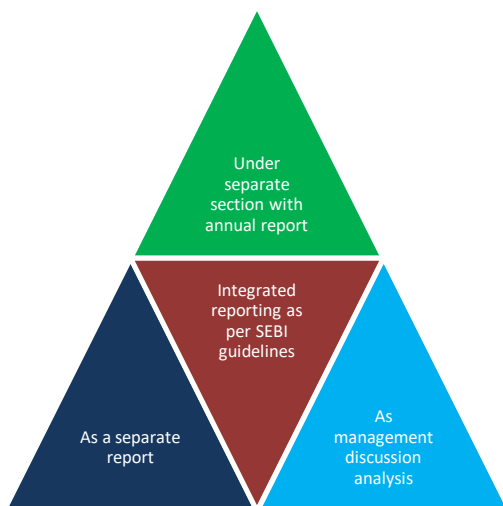 Under
separate
section with
annual report
Integrated
reporting as
per SEBI
guidelines
As a separate
report
As
management
discussion
analysis